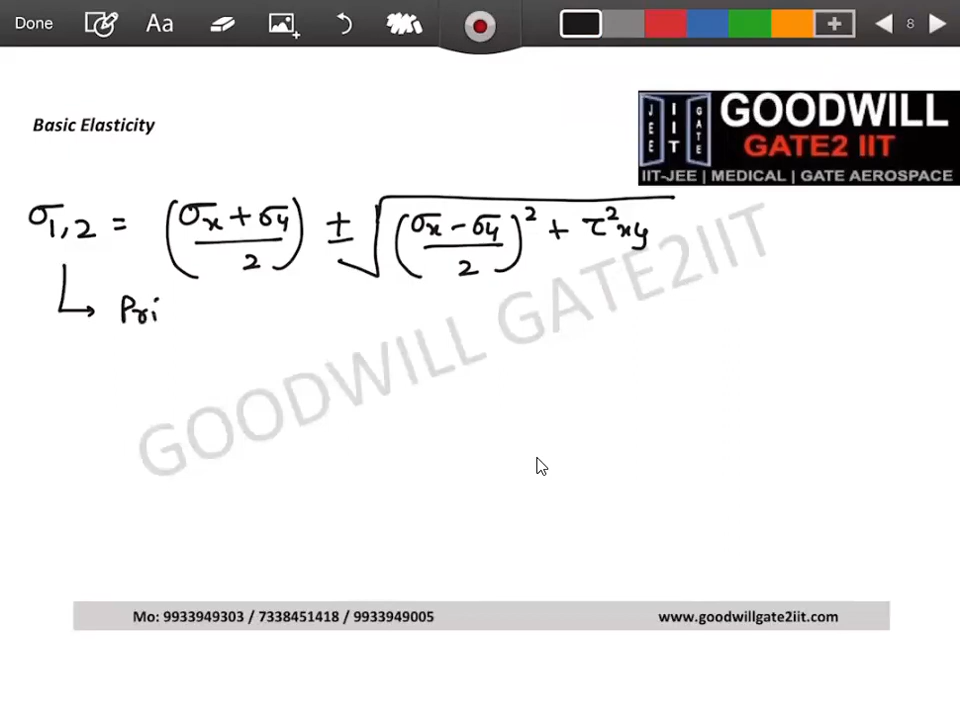 Done Aa 8
Basic Elasticity
JEE IIT GATE
GOODWILL
GATE2 IIT
IIT-JEE | MEDICAL | GATE AEROSPACE
σ1,2 = (σx + σy / 2) ± √((σx − σy / 2)² + τ²xy)
Pri
GOODWILL GATE2IIT
Mo: 9933949303 / 7338451418 / 9933949005 www.goodwillgate2iit.com